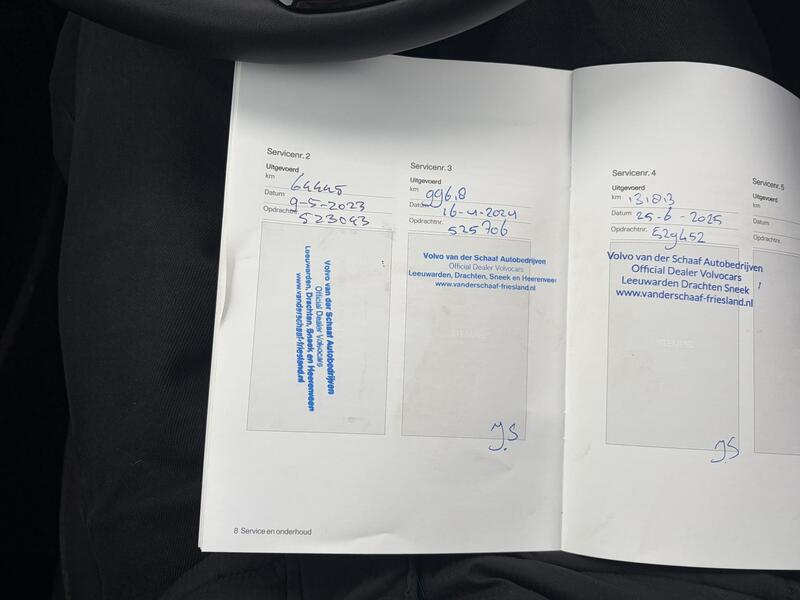 Servicenr. 2
Uitgevoerd
km 64445
Datum 9-5-2023
Opdrachtnr. 523043
Volvo van der Schaaf Autobedrijven
Official Dealer Volvocars
Leeuwarden, Drachten, Sneek en Heerenveen
www.vanderschaaf-friesland.nl
Servicenr. 3
Uitgevoerd
km
Datum 16-4-2024
Opdrachtnr. 525706
Volvo van der Schaaf Autobedrijven
Official Dealer Volvocars
Leeuwarden, Drachten, Sneek en Heerenveen
www.vanderschaaf-friesland.nl
JS
8 Service en onderhoud
Servicenr. 4
Uitgevoerd
km
Datum 25-6-2025
Opdrachtnr. 529452
Volvo van der Schaaf Autobedrijven
Official Dealer Volvocars
Leeuwarden Drachten Sneek
www.vanderschaaf-friesland.nl
STEMPEL
JS
Servicenr. 5
Uitgevoerd
km
Datum
Opdrachtnr.